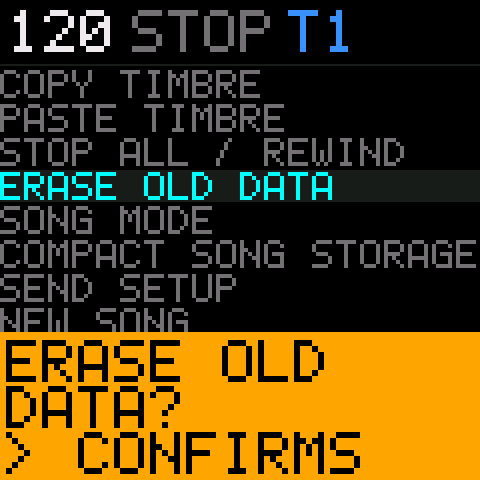 120 STOP T1
COPY TIMBRE
PASTE TIMBRE
STOP ALL / REWIND
ERASE OLD DATA
SONG MODE
COMPACT SONG STORAGE
SEND SETUP
NEW SONG
ERASE OLD
DATA?
> CONFIRMS